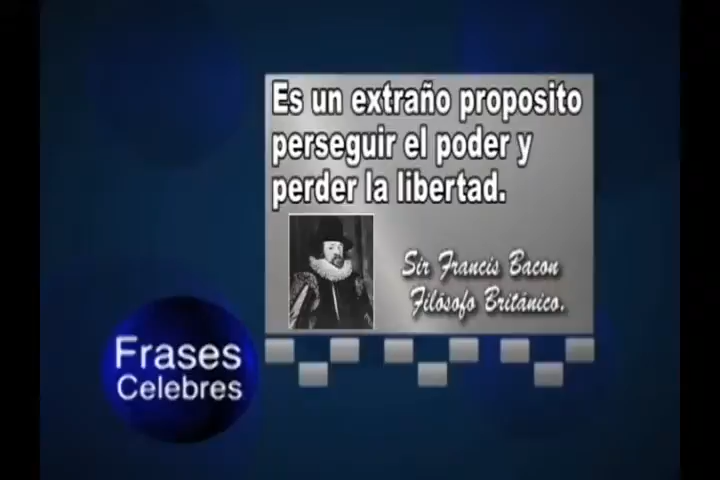 Es un extraño proposito
perseguir el poder y
perder la libertad.
Sir Francis Bacon
Filósofo Británico.
Frases
Celebres